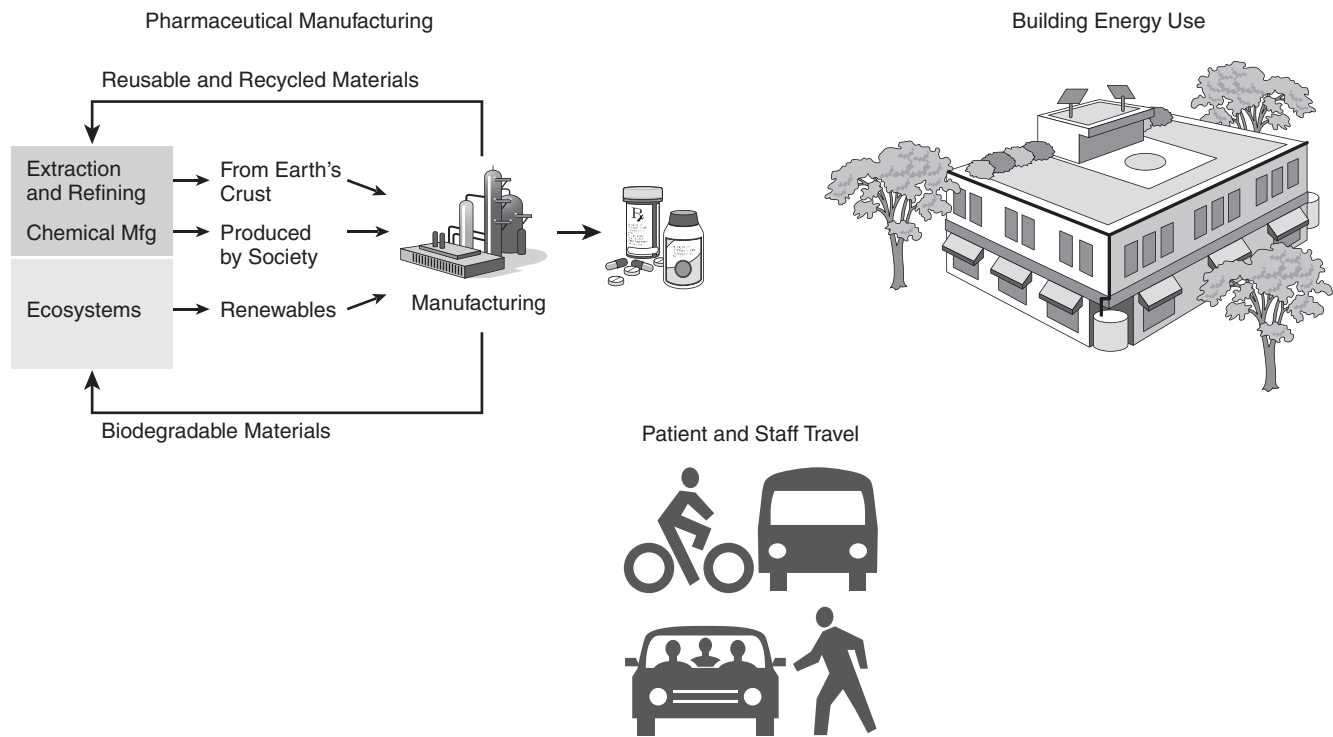 Pharmaceutical Manufacturing
Reusable and Recycled Materials
Extraction
and Refining
From Earth's
Crust
Chemical Mfg
Produced
by Society
Ecosystems
Renewables
Manufacturing
Biodegradable Materials
Building Energy Use
Patient and Staff Travel